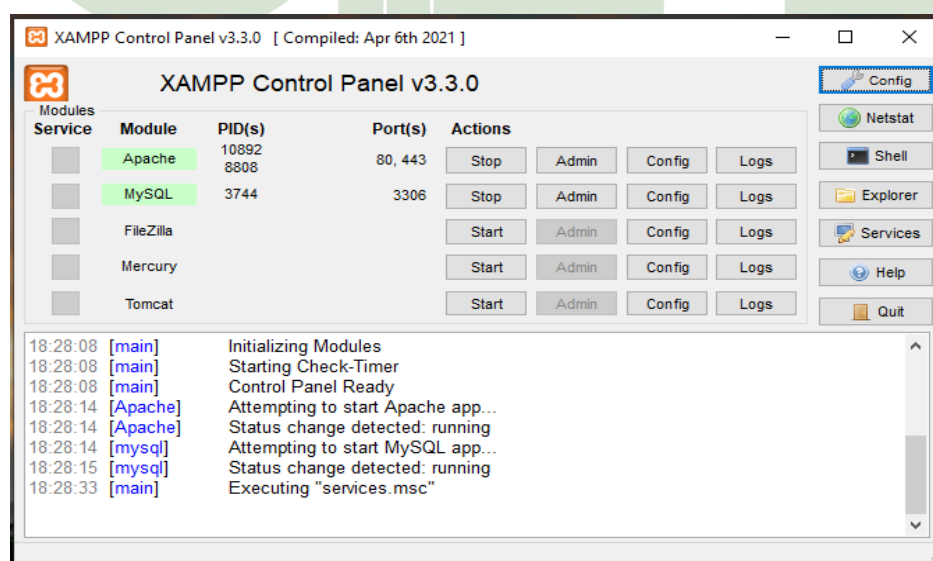 XAMPP Control Panel v3.3.0 [ Compiled: Apr 6th 2021 ]
XAMPP Control Panel v3.3.0
Config
Modules
Service Module PID(s) Port(s) Actions
Netstat
Apache 10892 8808 80, 443 Stop Admin Config Logs
Shell
MySQL 3744 3306 Stop Admin Config Logs
Explorer
FileZilla Start Admin Config Logs
Services
Mercury Start Admin Config Logs
Help
Tomcat Start Admin Config Logs
Quit
18:28:08 [main] Initializing Modules
18:28:08 [main] Starting Check-Timer
18:28:08 [main] Control Panel Ready
18:28:14 [Apache] Attempting to start Apache app...
18:28:14 [Apache] Status change detected: running
18:28:14 [mysql] Attempting to start MySQL app...
18:28:15 [mysql] Status change detected: running
18:28:33 [main] Executing "services.msc"